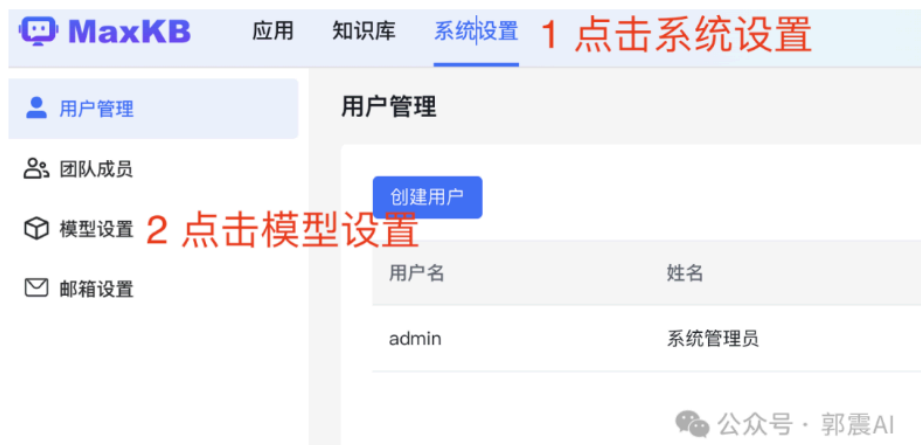 MaxKB 应用 知识库 系统设置 1 点击系统设置
用户管理
团队成员
模型设置 2 点击模型设置
邮箱设置
用户管理
创建用户
用户名 姓名
admin 系统管理员
公众号 · 郭震AI